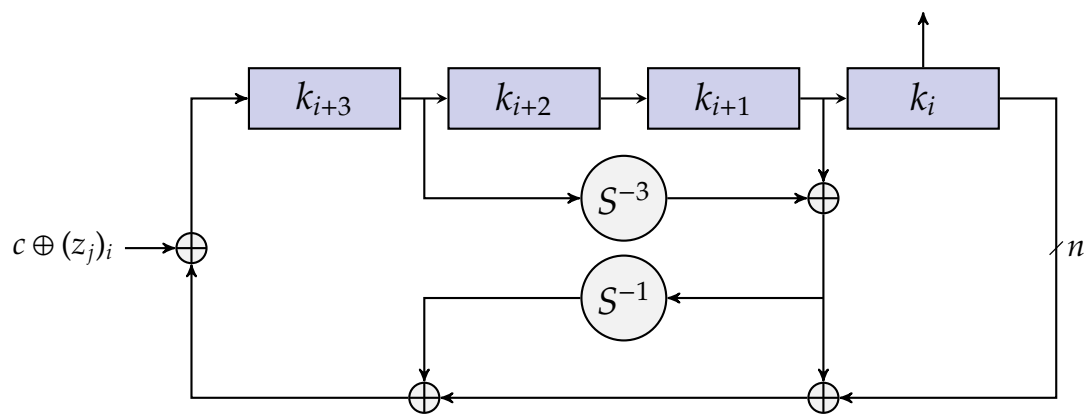 k_{i+3} k_{i+2} k_{i+1} k_i
S^{-3}
c ⊕ (z_j)_i n
S^{-1}